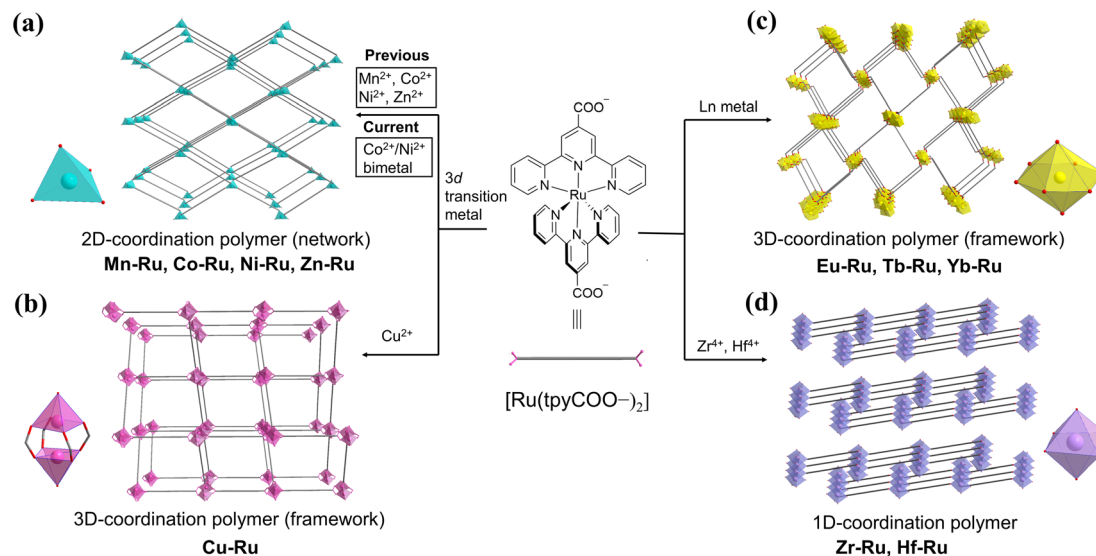 (a)
Previous
Mn²⁺, Co²⁺
Ni²⁺, Zn²⁺
Current
Co²⁺/Ni²⁺
bimetal
3d
transition
metal
2D-coordination polymer (network)
Mn-Ru, Co-Ru, Ni-Ru, Zn-Ru
(b)
Cu²⁺
3D-coordination polymer (framework)
Cu-Ru
COO⁻
N
N
N
Ru
N
N
N
COO⁻
[Ru(tpyCOO–)₂]
(c)
Ln metal
3D-coordination polymer (framework)
Eu-Ru, Tb-Ru, Yb-Ru
(d)
Zr⁴⁺, Hf⁴⁺
1D-coordination polymer
Zr-Ru, Hf-Ru